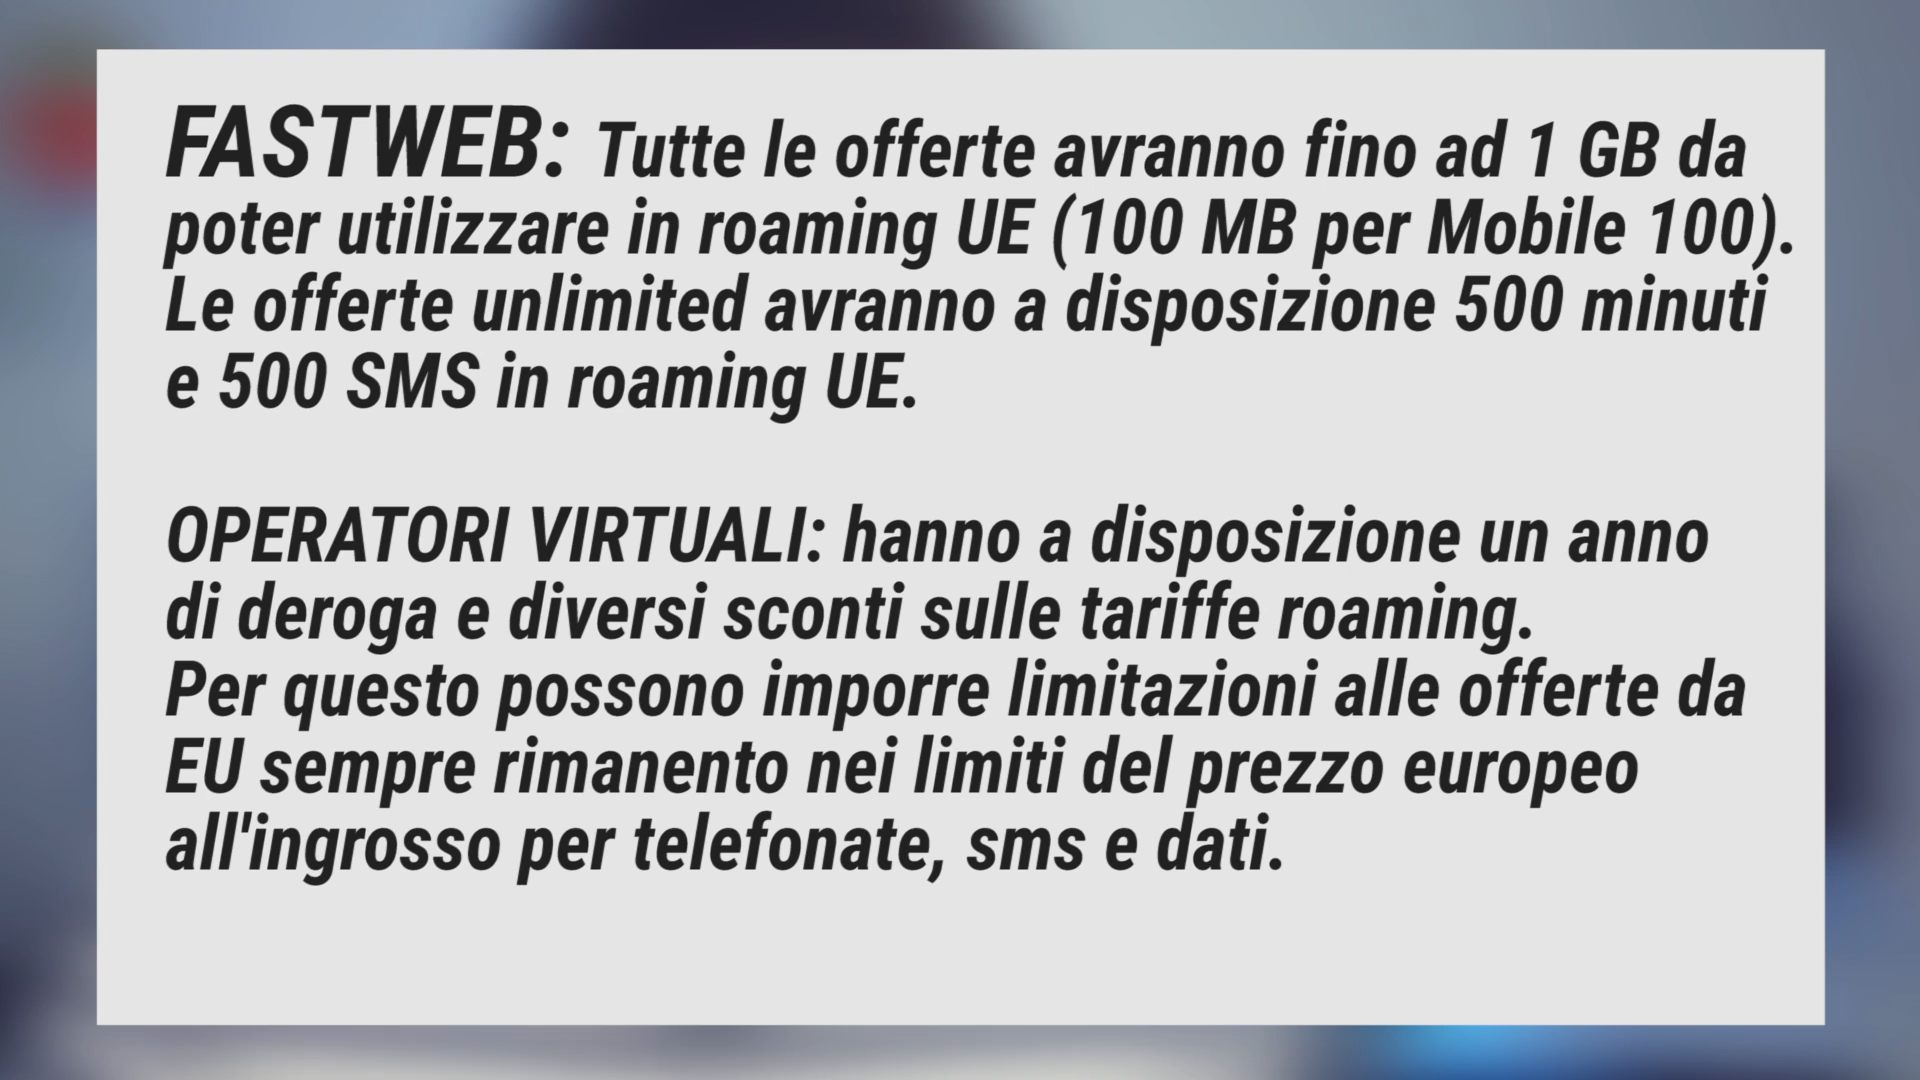 FASTWEB: Tutte le offerte avranno fino ad 1 GB da
poter utilizzare in roaming UE (100 MB per Mobile 100).
Le offerte unlimited avranno a disposizione 500 minuti
e 500 SMS in roaming UE.
OPERATORI VIRTUALI: hanno a disposizione un anno
di deroga e diversi sconti sulle tariffe roaming.
Per questo possono imporre limitazioni alle offerte da
EU sempre rimanento nei limiti del prezzo europeo
all'ingrosso per telefonate, sms e dati.